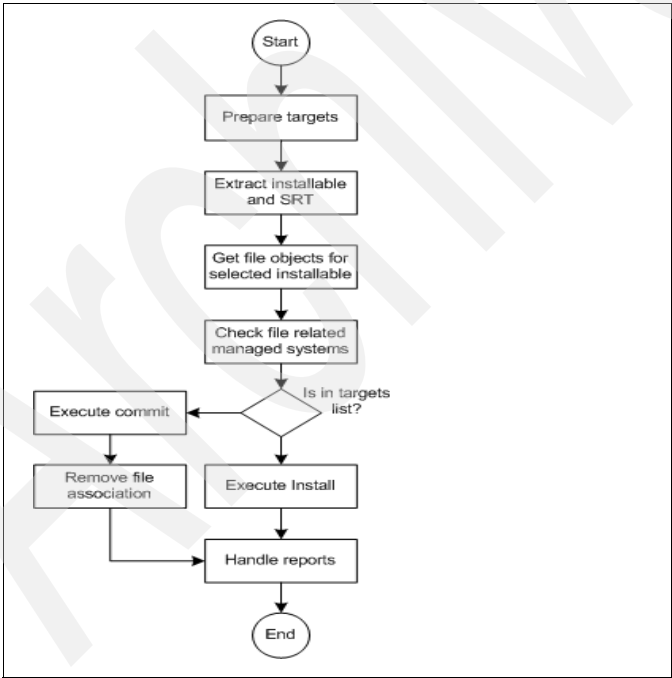 Start
Prepare targets
Extract installable
and SRT
Get file objects for
selected installable
Check file related
managed systems
Is in targets
list?
Execute commit
Remove file
association
Execute Install
Handle reports
End